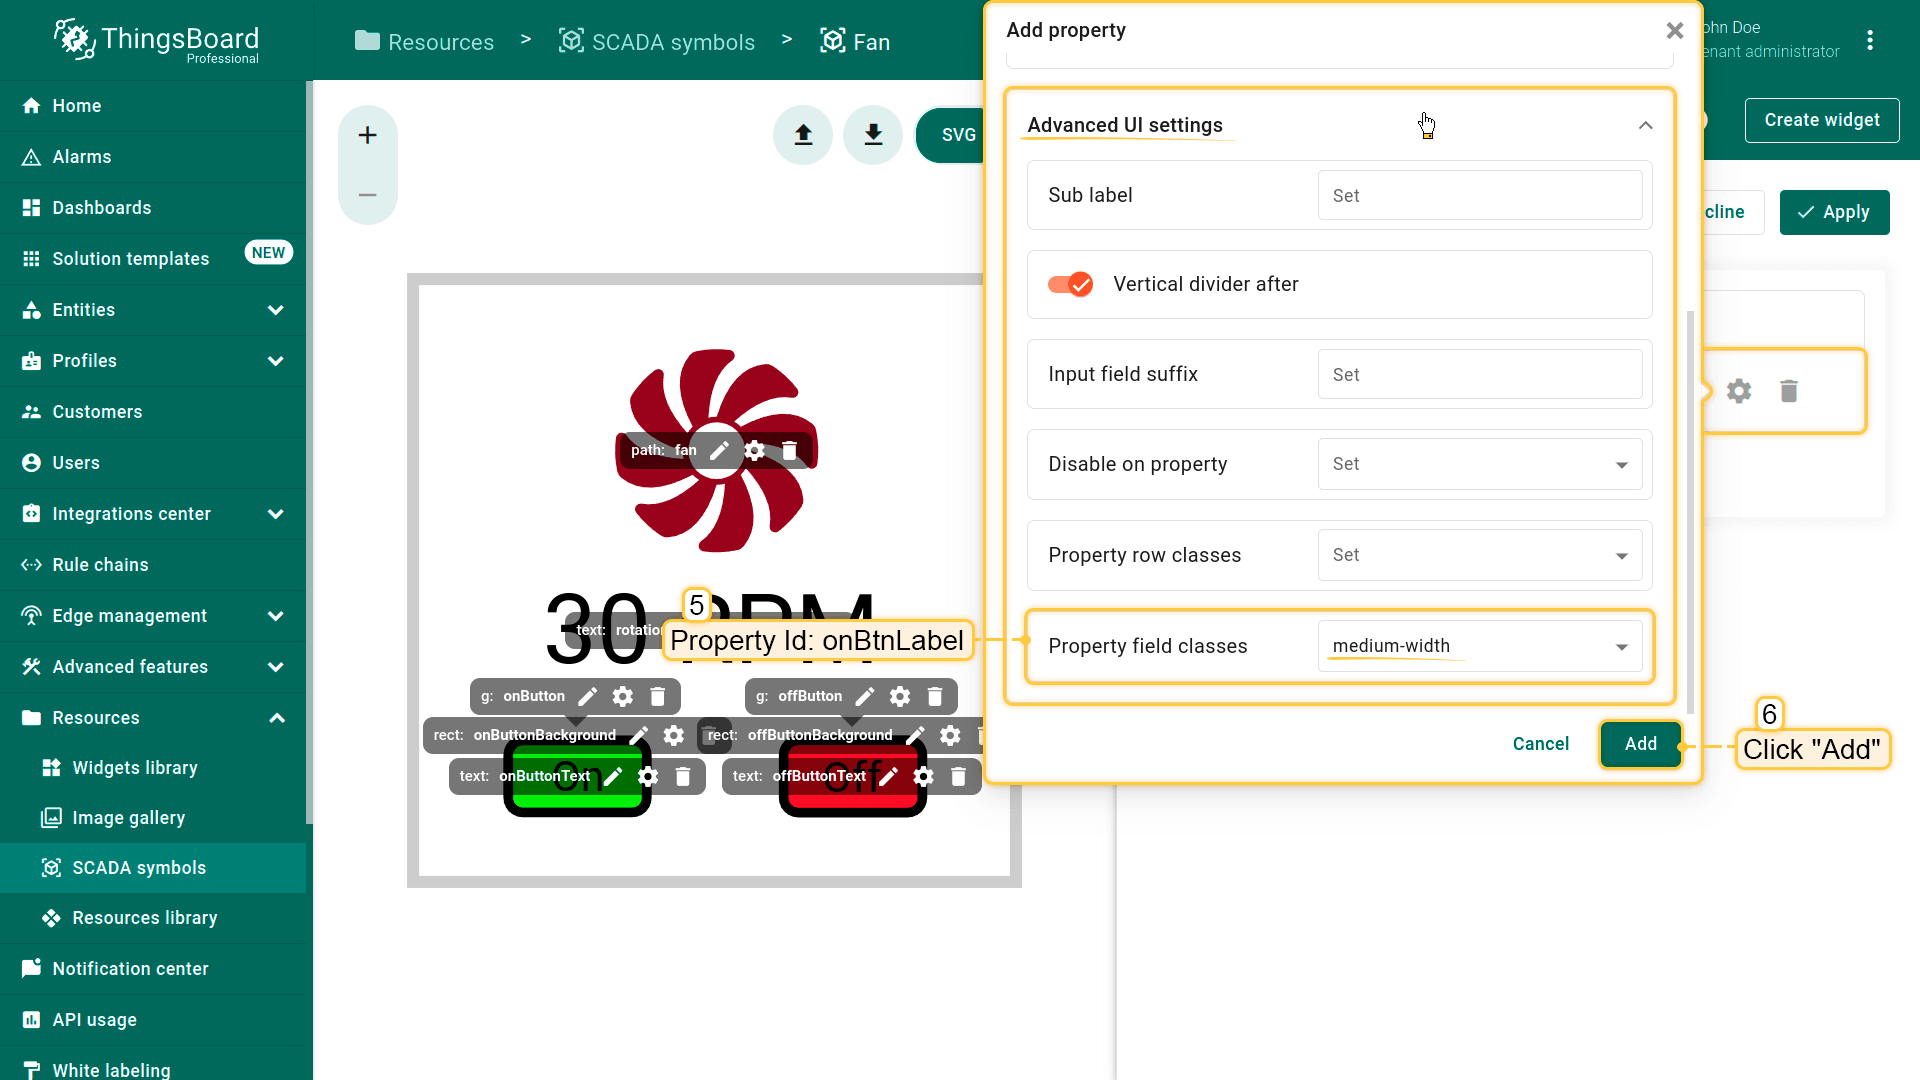 ThingsBoard
Professional
Home
Alarms
Dashboards
Solution templates
NEW
Entities
Profiles
Customers
Users
Integrations center
Rule chains
Edge management
Advanced features
Resources
Widgets library
Image gallery
SCADA symbols
Resources library
Notification center
API usage
White labeling
Resources > SCADA symbols > Fan
SVG
path: fan
30 RPM
text: rotatio
g: onButton
g: offButton
rect: onButtonBackground
rect: offButtonBackground
text: onButtonText
text: offButtonText
On
Off
Add property
Advanced UI settings
Sub label
Set
Vertical divider after
Input field suffix
Set
Disable on property
Set
Property row classes
Set
Property field classes
medium-width
Cancel
Add
5
Property Id: onBtnLabel
6
Click "Add"
ohn Doe
enant administrator
Create widget
cline
Apply